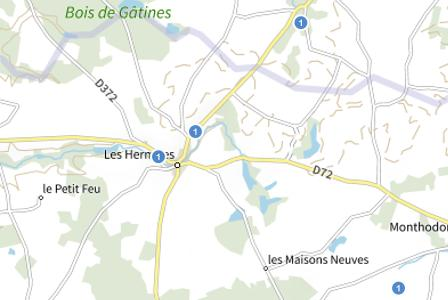 Bois de Gâtines
1
D372
1
Les Hermites
1
D72
le Petit Feu
Monthodon
les Maisons Neuves
1